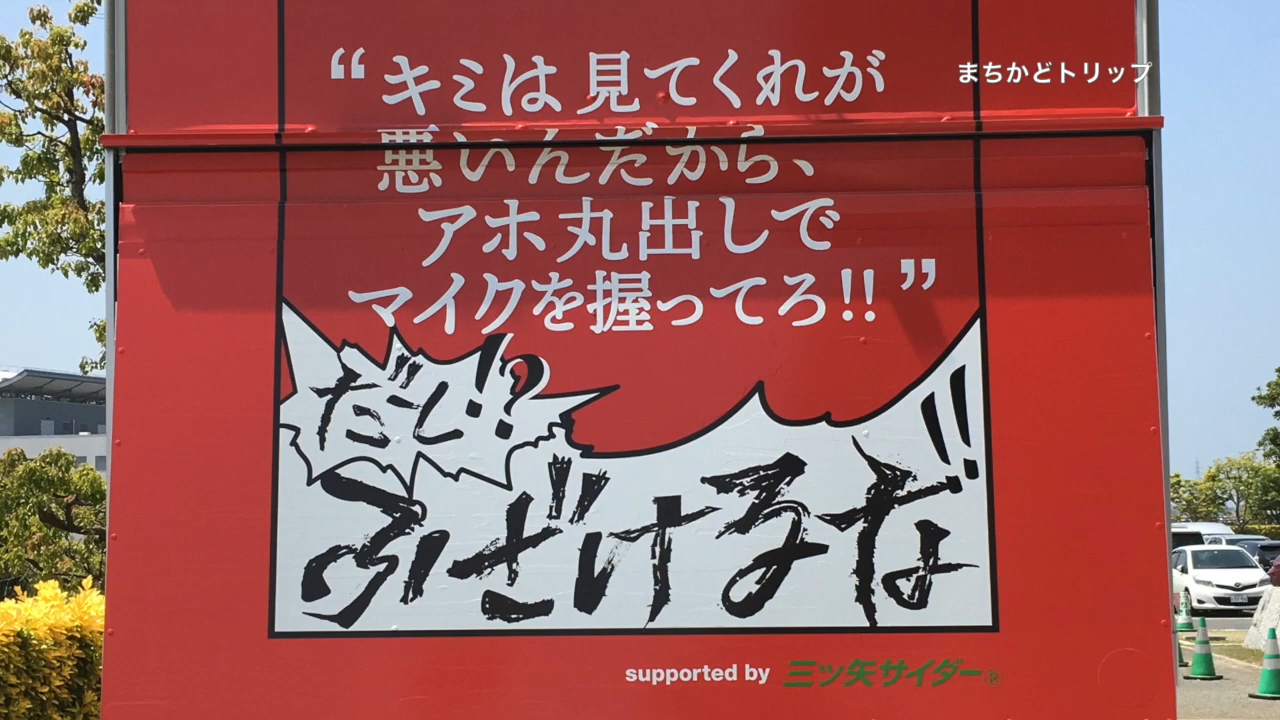 まちかどトリップ
“キミは見てくれが
悪いんだから、
アホ丸出しで
マイクを握ってろ!!”
だと!?
ふざけるな!!
supported by 三ツ矢サイダー®